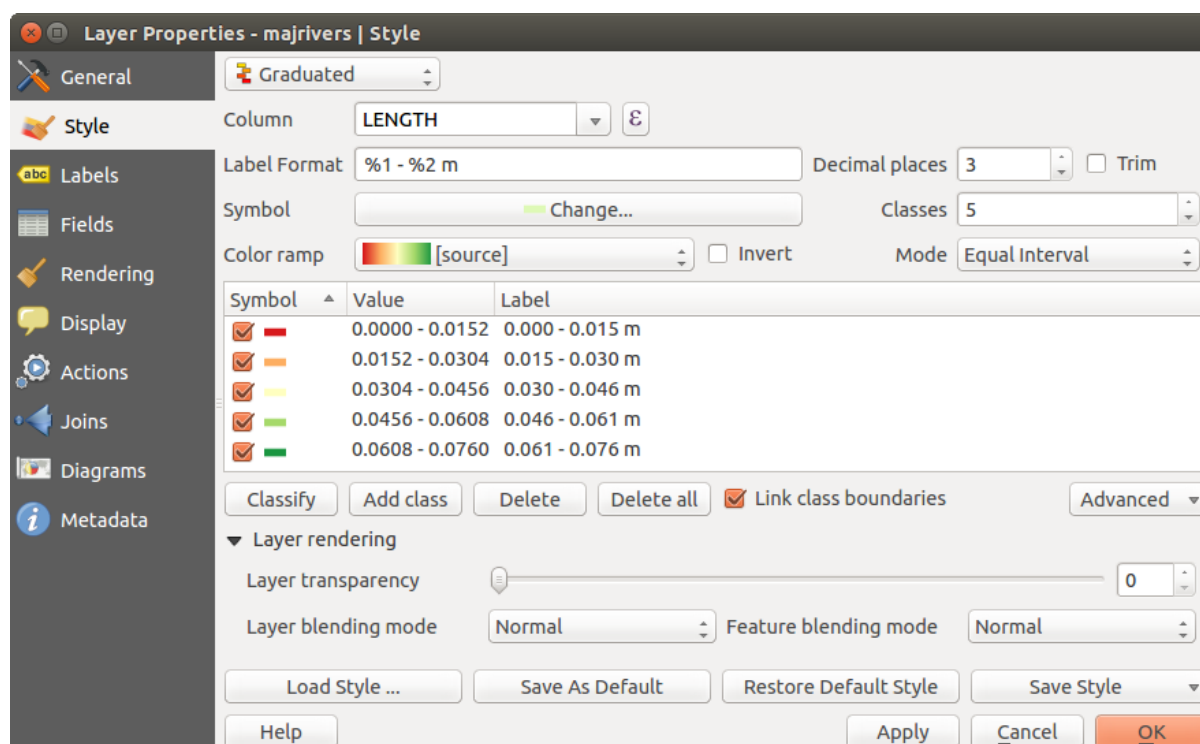 Layer Properties - majrivers | Style
General
Style
abc Labels
Fields
Rendering
Display
Actions
Joins
Diagrams
i Metadata
Graduated
Column LENGTH ε
Label Format %1 - %2 m Decimal places 3 Trim
Symbol Change... Classes 5
Color ramp [source] Invert Mode Equal Interval
Symbol Value Label
0.0000 - 0.0152 0.000 - 0.015 m
0.0152 - 0.0304 0.015 - 0.030 m
0.0304 - 0.0456 0.030 - 0.046 m
0.0456 - 0.0608 0.046 - 0.061 m
0.0608 - 0.0760 0.061 - 0.076 m
Classify Add class Delete Delete all Link class boundaries Advanced
Layer rendering
Layer transparency 0
Layer blending mode Normal Feature blending mode Normal
Load Style ... Save As Default Restore Default Style Save Style
Help Apply Cancel OK